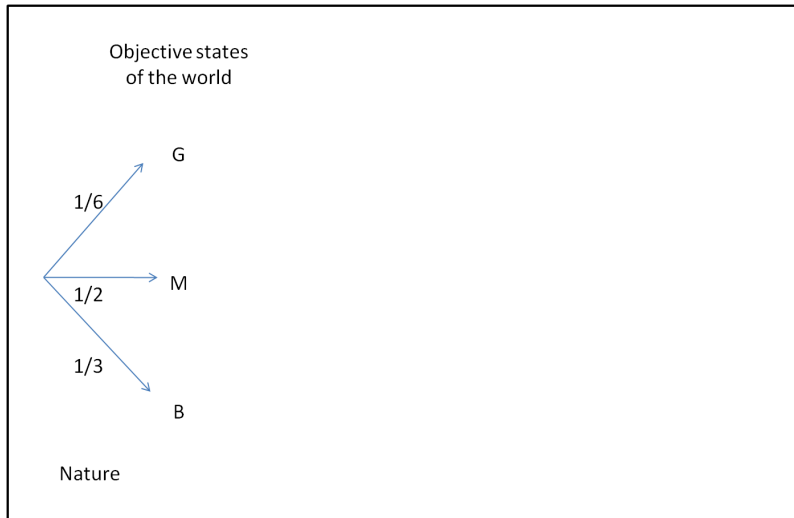 Objective states
of the world
G
1/6
M
1/2
1/3
B
Nature